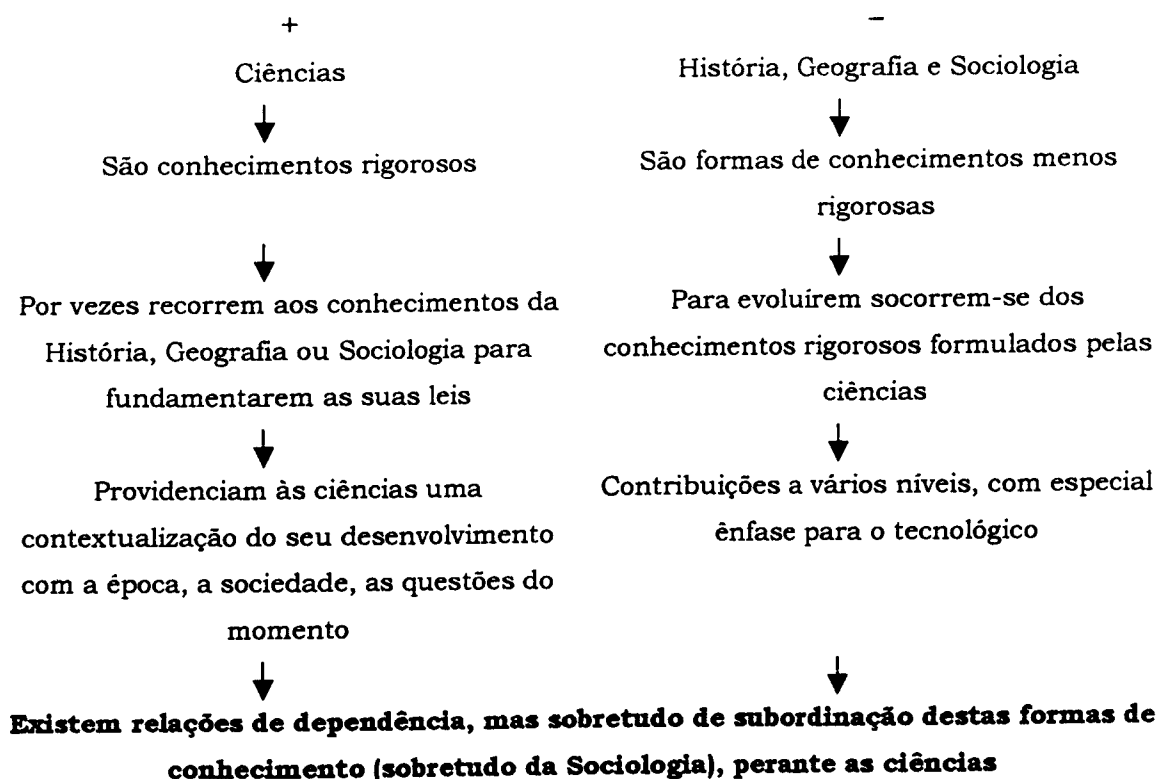 +
Ciências
São conhecimentos rigorosos
Por vezes recorrem aos conhecimentos da
História, Geografia ou Sociologia para
fundamentarem as suas leis
Providenciam às ciências uma
contextualização do seu desenvolvimento
com a época, a sociedade, as questões do
momento
–
História, Geografia e Sociologia
São formas de conhecimentos menos
rigorosas
Para evoluírem socorrem-se dos
conhecimentos rigorosos formulados pelas
ciências
Contribuições a vários níveis, com especial
ênfase para o tecnológico
Existem relações de dependência, mas sobretudo de subordinação destas formas de
conhecimento (sobretudo da Sociologia), perante as ciências